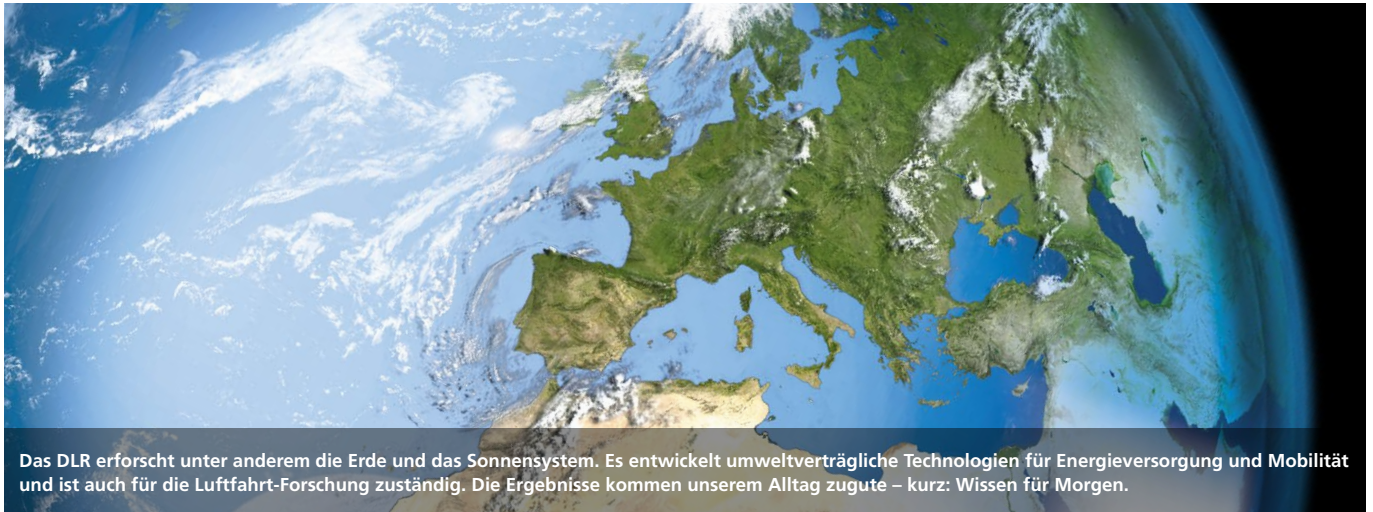 Das DLR erforscht unter anderem die Erde und das Sonnensystem. Es entwickelt umweltverträgliche Technologien für Energieversorgung und Mobilität
und ist auch für die Luftfahrt-Forschung zuständig. Die Ergebnisse kommen unserem Alltag zugute – kurz: Wissen für Morgen.